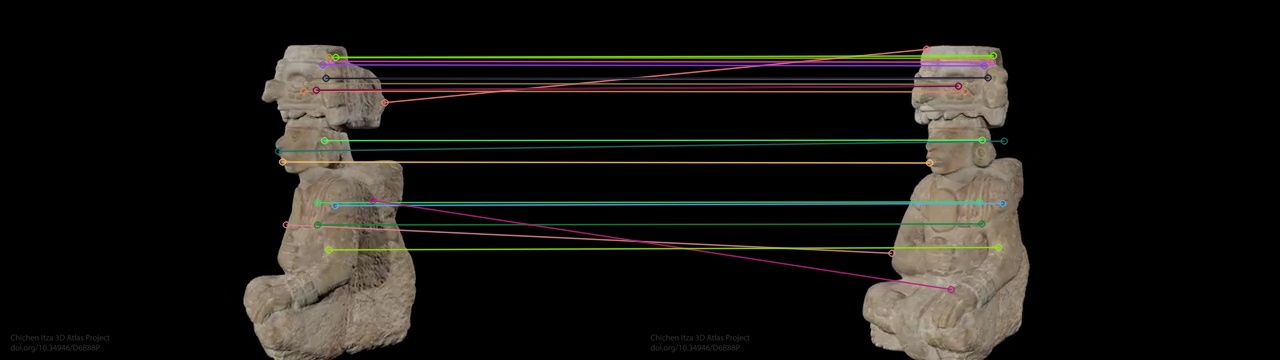 Chichen Itza 3D Atlas Project
doi.org/10.34946/D6B88P
Chichen Itza 3D Atlas Project
doi.org/10.34946/D6B88P